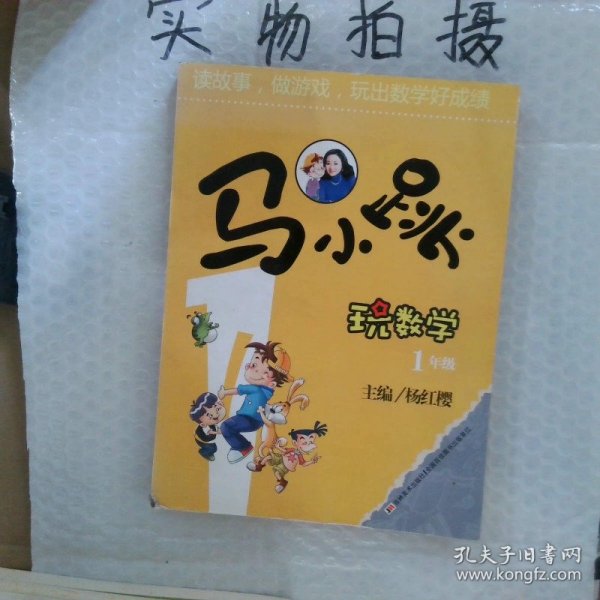 实物拍摄
读故事，做游戏，玩出数学好成绩
马小跳
玩数学
1年级
主编/杨红樱
孔夫子旧书网
www.kongfz.com